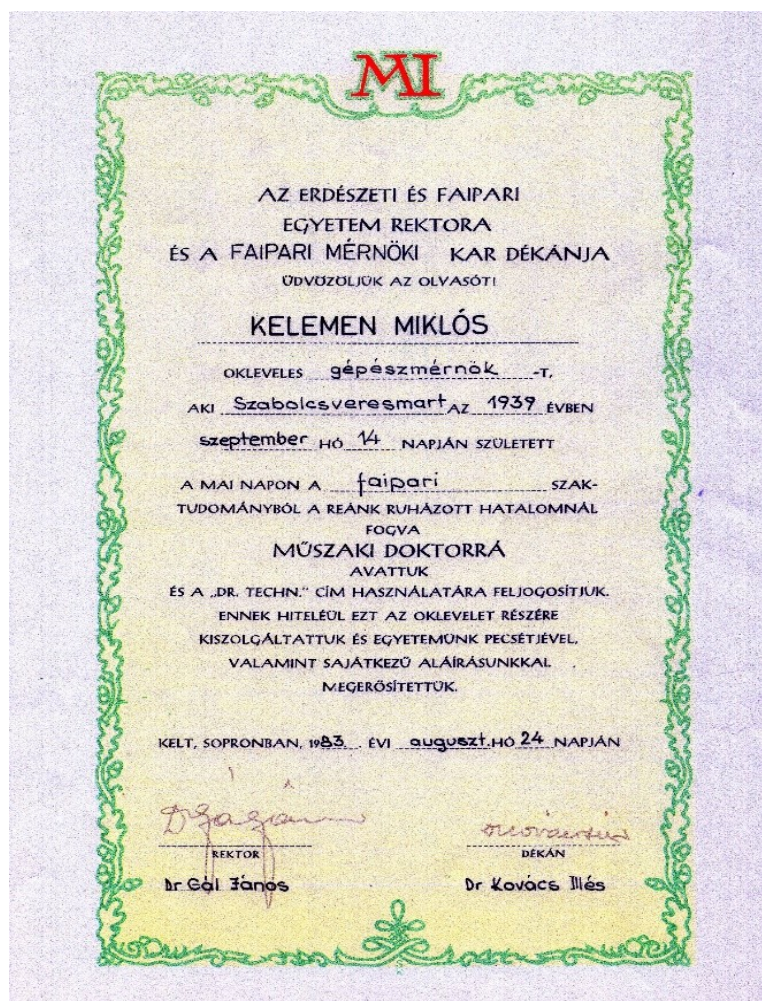 MI
AZ ERDÉSZETI ÉS FAIPARI
EGYETEM REKTORA
ÉS A FAIPARI MÉRNÖKI KAR DÉKÁNJA
ÜDVÖZÖLJÜK AZ OLVASÓT!
KELEMEN MIKLÓS
OKLEVELES gépészmérnök -T,
AKI Szabolcsveresmart AZ 1939 ÉVBEN
szeptember HÓ 14 NAPJÁN SZÜLETETT
A MAI NAPON A faipari SZAK-
TUDOMÁNYBÓL A REÁNK RUHÁZOTT HATALOMNÁL
FOGVA
MŰSZAKI DOKTORRÁ
AVATTUK
ÉS A „DR. TECHN.” CÍM HASZNÁLATÁRA FELJOGOSÍTJUK.
ENNEK HITELÉÜL EZT AZ OKLEVELET RÉSZÉRE
KISZOLGÁLTATTUK ÉS EGYETEMÜNK PECSÉTJÉVEL,
VALAMINT SAJÁTKEZŰ ALÁÍRÁSUNKKAL
MEGERŐSÍTETTÜK.
KELT, SOPRONBAN, 1983. ÉVI auguszt. HÓ 24 NAPJÁN
REKTOR DÉKÁN
Dr Gál János Dr Kovács Illés